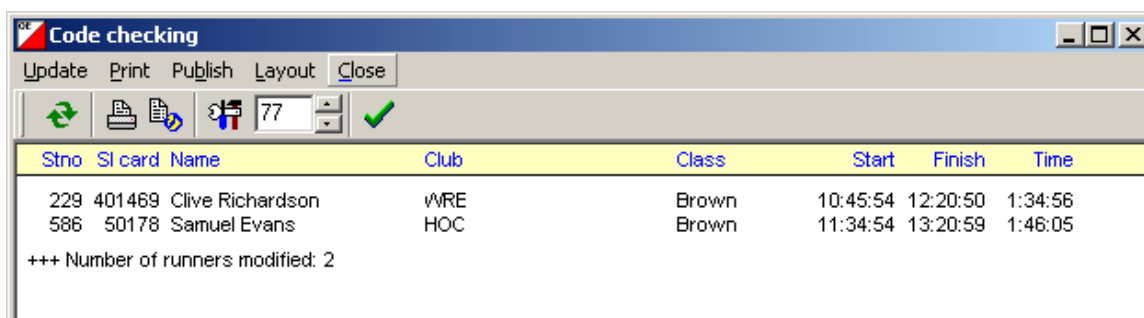 OE Code checking
Update Print Publish Layout Close
77
Stno SI card Name Club Class Start Finish Time
229 401469 Clive Richardson WRE Brown 10:45:54 12:20:50 1:34:56
586 50178 Samuel Evans HOC Brown 11:34:54 13:20:59 1:46:05
+++ Number of runners modified: 2